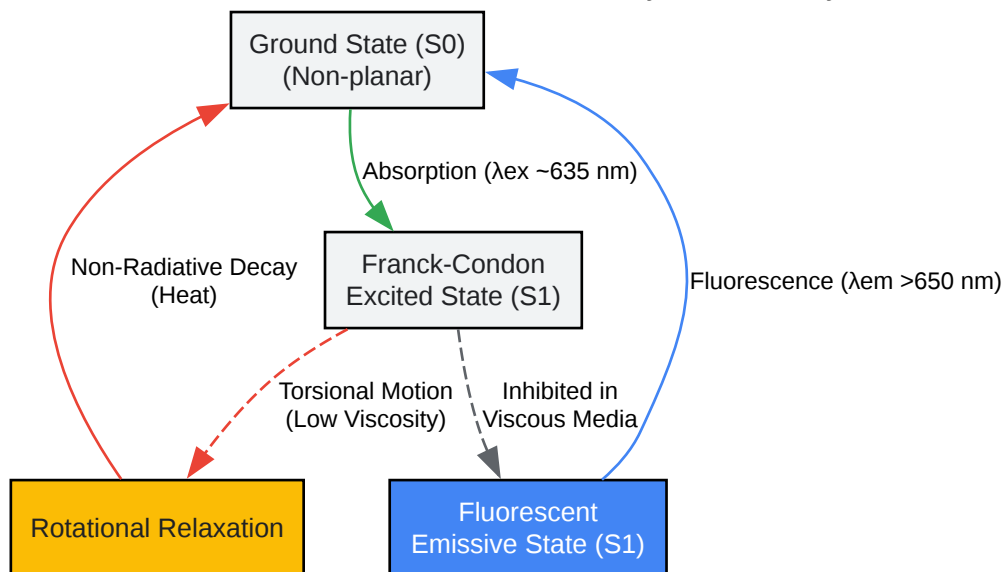 Ground State (S0)
(Non-planar)
Absorption (λex ~635 nm)
Franck-Condon
Excited State (S1)
Non-Radiative Decay
(Heat)
Fluorescence (λem >650 nm)
Torsional Motion
(Low Viscosity)
Inhibited in
Viscous Media
Rotational Relaxation
Fluorescent
Emissive State (S1)